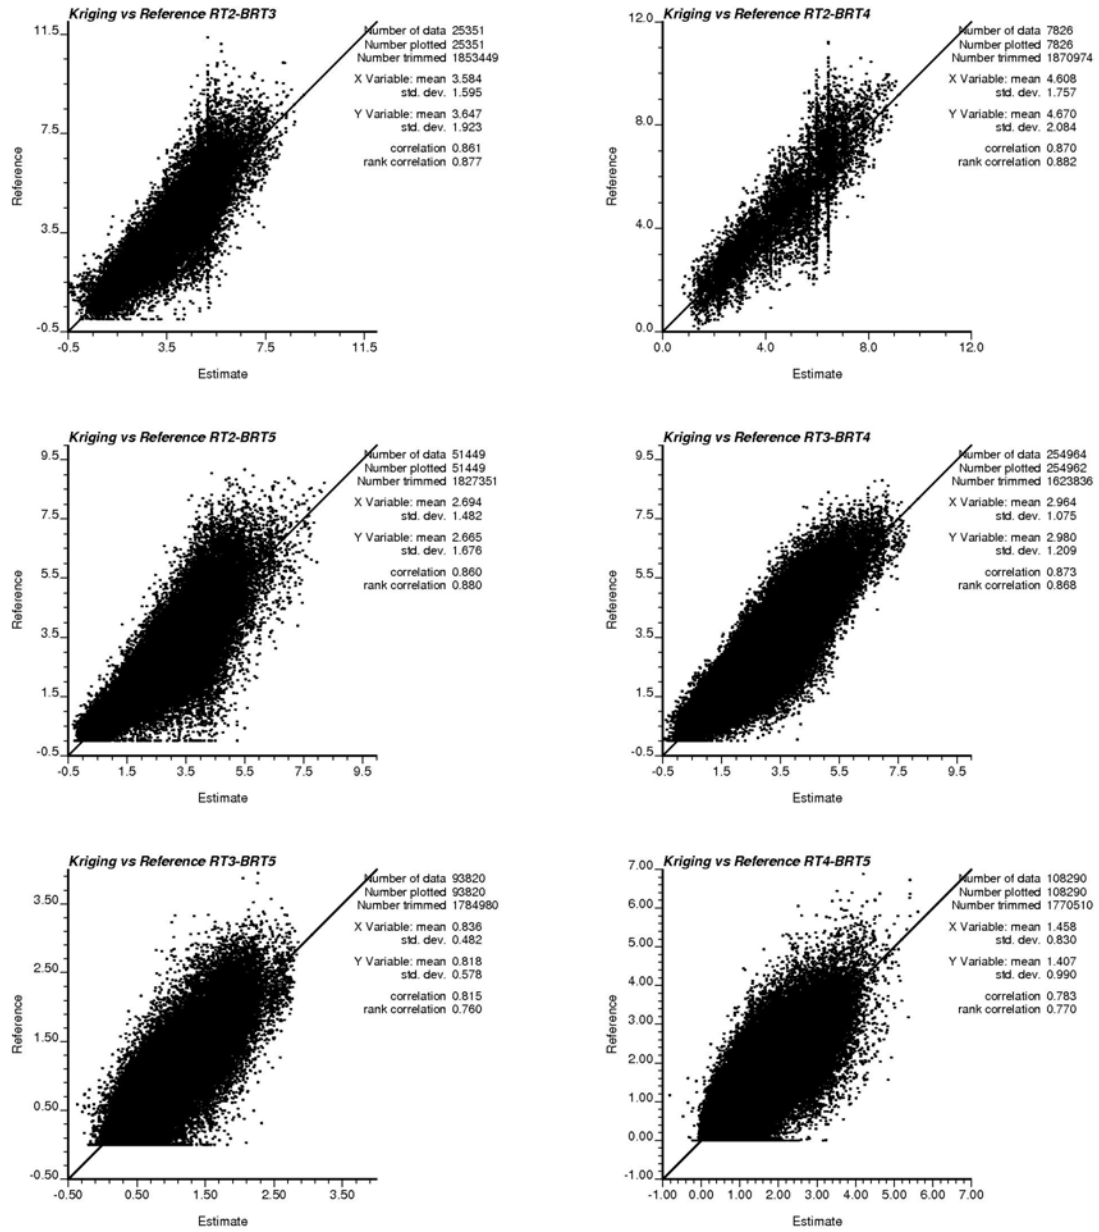 Kriging vs Reference RT2-BRT3
11.5
7.5
3.5
-0.5
-0.5 3.5 7.5 11.5
Reference
Estimate
Number of data 25351
Number plotted 25351
Number trimmed 1853449
X Variable: mean 3.584
std. dev. 1.595
Y Variable: mean 3.647
std. dev. 1.923
correlation 0.861
rank correlation 0.877
Kriging vs Reference RT2-BRT4
12.0
8.0
4.0
0.0
0.0 4.0 8.0 12.0
Reference
Estimate
Number of data 7826
Number plotted 7826
Number trimmed 1870974
X Variable: mean 4.608
std. dev. 1.757
Y Variable: mean 4.670
std. dev. 2.084
correlation 0.870
rank correlation 0.882
Kriging vs Reference RT2-BRT5
9.5
7.5
5.5
3.5
1.5
-0.5
-0.5 1.5 3.5 5.5 7.5 9.5
Reference
Estimate
Number of data 51449
Number plotted 51449
Number trimmed 1827351
X Variable: mean 2.694
std. dev. 1.482
Y Variable: mean 2.665
std. dev. 1.676
correlation 0.860
rank correlation 0.880
Kriging vs Reference RT3-BRT4
9.5
7.5
5.5
3.5
1.5
-0.5
-0.5 1.5 3.5 5.5 7.5 9.5
Reference
Estimate
Number of data 254964
Number plotted 254962
Number trimmed 1623836
X Variable: mean 2.964
std. dev. 1.075
Y Variable: mean 2.980
std. dev. 1.209
correlation 0.873
rank correlation 0.868
Kriging vs Reference RT3-BRT5
3.50
2.50
1.50
0.50
-0.50
-0.50 0.50 1.50 2.50 3.50
Reference
Estimate
Number of data 93820
Number plotted 93820
Number trimmed 1784980
X Variable: mean 0.836
std. dev. 0.482
Y Variable: mean 0.818
std. dev. 0.578
correlation 0.815
rank correlation 0.760
Kriging vs Reference RT4-BRT5
7.00
6.00
5.00
4.00
3.00
2.00
1.00
0.00
-1.00
-1.00 0.00 1.00 2.00 3.00 4.00 5.00 6.00 7.00
Reference
Estimate
Number of data 108290
Number plotted 108290
Number trimmed 1770510
X Variable: mean 1.458
std. dev. 0.830
Y Variable: mean 1.407
std. dev. 0.990
correlation 0.783
rank correlation 0.770